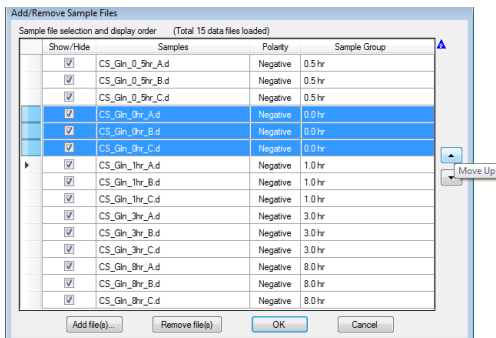 Add/Remove Sample Files
Sample file selection and display order (Total 15 data files loaded)
Show/Hide Samples Polarity Sample Group
CS_Gln_0_5hr_A.d Negative 0.5 hr
CS_Gln_0_5hr_B.d Negative 0.5 hr
CS_Gln_0_5hr_C.d Negative 0.5 hr
CS_Gln_0hr_A.d Negative 0.0 hr
CS_Gln_0hr_B.d Negative 0.0 hr
CS_Gln_0hr_C.d Negative 0.0 hr
CS_Gln_1hr_A.d Negative 1.0 hr
CS_Gln_1hr_B.d Negative 1.0 hr
CS_Gln_1hr_C.d Negative 1.0 hr
CS_Gln_3hr_A.d Negative 3.0 hr
CS_Gln_3hr_B.d Negative 3.0 hr
CS_Gln_3hr_C.d Negative 3.0 hr
CS_Gln_8hr_A.d Negative 8.0 hr
CS_Gln_8hr_B.d Negative 8.0 hr
CS_Gln_8hr_C.d Negative 8.0 hr
Move Up
Add file(s)... Remove file(s) OK Cancel